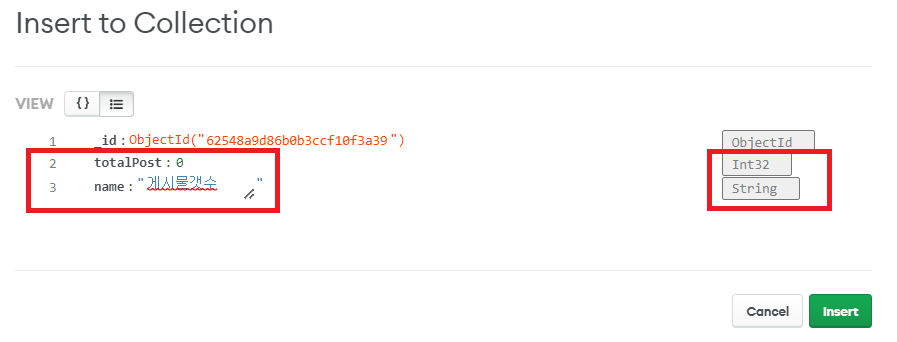 Insert to Collection
VIEW {}
1 _id : ObjectId("62548a9d86b0b3ccf10f3a39") ObjectId
2 totalPost : 0 Int32
3 name : "게시물갯수" String
Cancel Insert